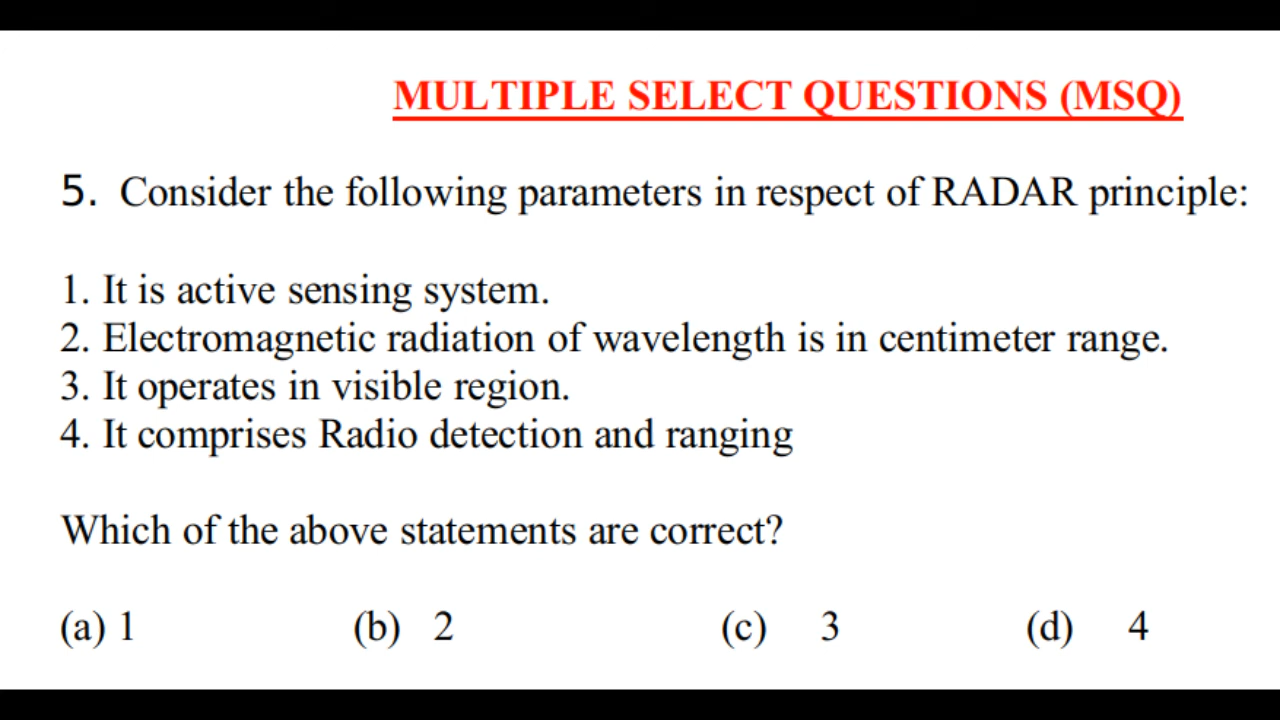 MULTIPLE SELECT QUESTIONS (MSQ)
5. Consider the following parameters in respect of RADAR principle:
1. It is active sensing system.
2. Electromagnetic radiation of wavelength is in centimeter range.
3. It operates in visible region.
4. It comprises Radio detection and ranging
Which of the above statements are correct?
(a) 1 (b) 2 (c) 3 (d) 4